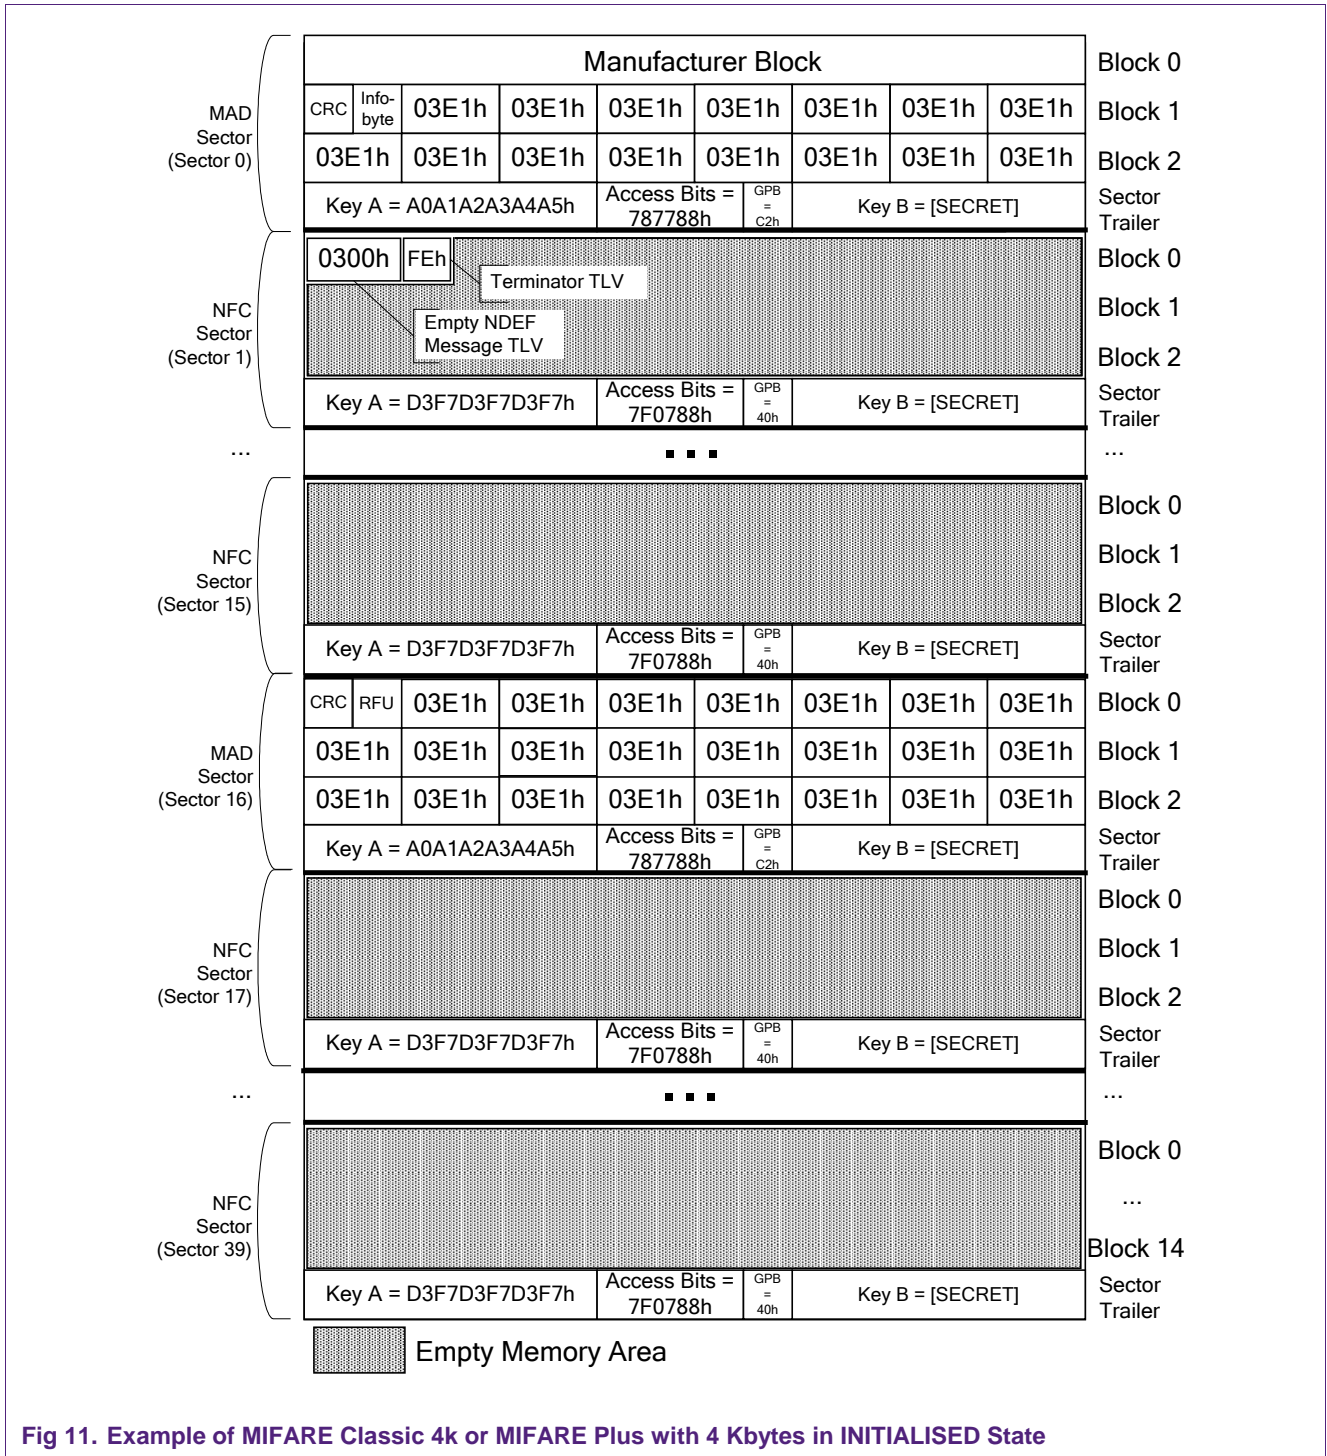 Manufacturer Block Block 0
MAD
Sector
(Sector 0)
CRC Info-
byte 03E1h 03E1h 03E1h 03E1h 03E1h 03E1h 03E1h Block 1
03E1h 03E1h 03E1h 03E1h 03E1h 03E1h 03E1h 03E1h Block 2
Key A = A0A1A2A3A4A5h Access Bits =
787788h GPB
=
C2h Key B = [SECRET] Sector
Trailer
NFC
Sector
(Sector 1)
0300h FEh Block 0
Terminator TLV
Block 1
Empty NDEF
Message TLV
Block 2
Key A = D3F7D3F7D3F7h Access Bits =
7F0788h GPB
=
40h Key B = [SECRET] Sector
Trailer
... ... ...
NFC
Sector
(Sector 15)
Block 0
Block 1
Block 2
Key A = D3F7D3F7D3F7h Access Bits =
7F0788h GPB
=
40h Key B = [SECRET] Sector
Trailer
MAD
Sector
(Sector 16)
CRC RFU 03E1h 03E1h 03E1h 03E1h 03E1h 03E1h 03E1h Block 0
03E1h 03E1h 03E1h 03E1h 03E1h 03E1h 03E1h 03E1h Block 1
03E1h 03E1h 03E1h 03E1h 03E1h 03E1h 03E1h 03E1h Block 2
Key A = A0A1A2A3A4A5h Access Bits =
787788h GPB
=
C2h Key B = [SECRET] Sector
Trailer
NFC
Sector
(Sector 17)
Block 0
Block 1
Block 2
Key A = D3F7D3F7D3F7h Access Bits =
7F0788h GPB
=
40h Key B = [SECRET] Sector
Trailer
... ... ...
NFC
Sector
(Sector 39)
Block 0
...
Block 14
Key A = D3F7D3F7D3F7h Access Bits =
7F0788h GPB
=
40h Key B = [SECRET] Sector
Trailer
Empty Memory Area
Fig 11. Example of MIFARE Classic 4k or MIFARE Plus with 4 Kbytes in INITIALISED State